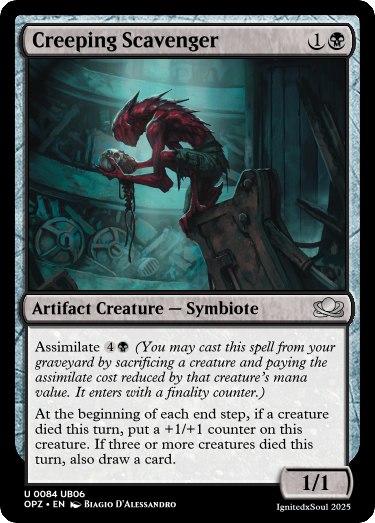 Creeping Scavenger 1
Artifact Creature — Symbiote
Assimilate 4 (You may cast this spell from your
graveyard by sacrificing a creature and paying the
assimilate cost reduced by that creature's mana
value. It enters with a finality counter.)
At the beginning of each end step, if a creature
died this turn, put a +1/+1 counter on this
creature. If three or more creatures died this
turn, also draw a card.
1/1
U 0084 UB06
OPZ • EN Biagio D'Alessandro
IgnitedxSoul 2025